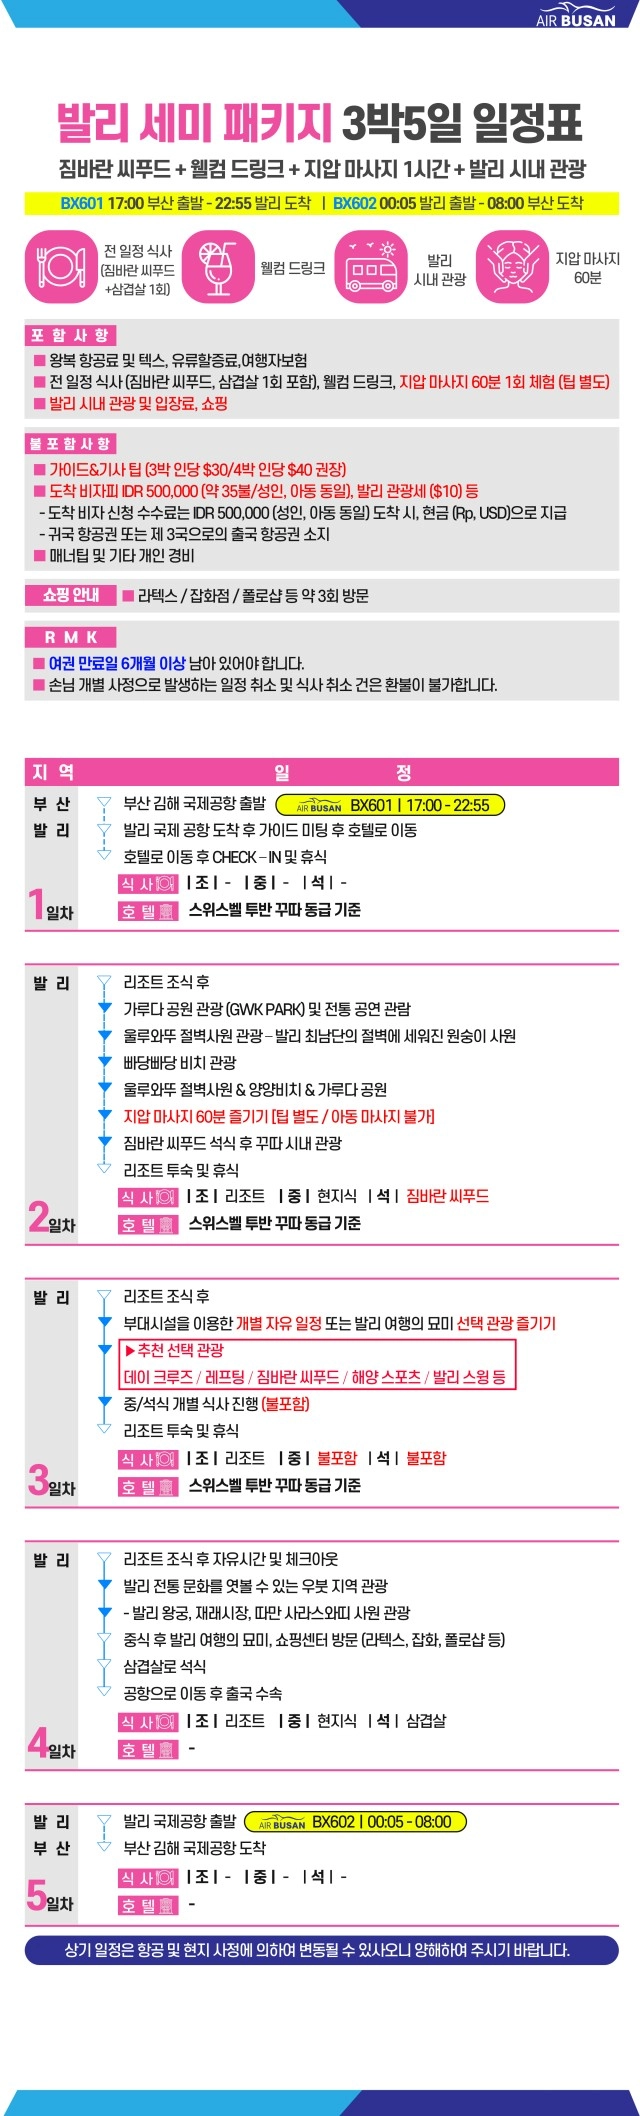 AIR BUSAN
발리 세미 패키지 3박5일 일정표
짐바란 씨푸드 + 웰컴 드링크 + 지압 마사지 1시간 + 발리 시내 관광
BX601 17:00 부산 출발 - 22:55 발리 도착 | BX602 00:05 발리 출발 - 08:00 부산 도착
전 일정 식사
(짐바란 씨푸드
+삼겹살 1회)
웰컴 드링크
발리
시내 관광
지압 마사지
60분
포 함 사 항
왕복 항공료 및 텍스, 유류할증료,여행자보험
전 일정 식사 (짐바란 씨푸드, 삼겹살 1회 포함), 웰컴 드링크, 지압 마사지 60분 1회 체험 (팁 별도)
발리 시내 관광 및 입장료, 쇼핑
불 포 함 사 항
가이드&기사 팁 (3박 인당 $30/4박 인당 $40 권장)
도착 비자피 IDR 500,000 (약 35불/성인, 아동 동일), 발리 관광세 ($10) 등
- 도착 비자 신청 수수료는 IDR 500,000 (성인, 아동 동일) 도착 시, 현금 (Rp, USD)으로 지급
- 귀국 항공권 또는 제 3국으로의 출국 항공권 소지
매너팁 및 기타 개인 경비
쇼핑 안내 라텍스 / 잡화점 / 폴로샵 등 약 3회 방문
R M K
여권 만료일 6개월 이상 남아 있어야 합니다.
손님 개별 사정으로 발생하는 일정 취소 및 식사 취소 건은 환불이 불가합니다.
지 역 일 정
부 산 부산 김해 국제공항 출발 AIR BUSAN BX601 | 17:00 - 22:55
발 리 발리 국제 공항 도착 후 가이드 미팅 후 호텔로 이동
호텔로 이동 후 CHECK – IN 및 휴식
식 사 | 조 | - | 중 | - | 석 | -
1일차 호 텔 스위스벨 투반 꾸따 동급 기준
발 리 리조트 조식 후
가루다 공원 관광 (GWK PARK) 및 전통 공연 관람
울루와뚜 절벽사원 관광 – 발리 최남단의 절벽에 세워진 원숭이 사원
빠당빠당 비치 관광
울루와뚜 절벽사원 & 양양비치 & 가루다 공원
지압 마사지 60분 즐기기 [팁 별도 / 아동 마사지 불가]
짐바란 씨푸드 석식 후 꾸따 시내 관광
리조트 투숙 및 휴식
식 사 | 조 | 리조트 | 중 | 현지식 | 석 | 짐바란 씨푸드
2일차 호 텔 스위스벨 투반 꾸따 동급 기준
발 리 리조트 조식 후
부대시설을 이용한 개별 자유 일정 또는 발리 여행의 묘미 선택 관광 즐기기
▶추천 선택 관광
데이 크루즈 / 레프팅 / 짐바란 씨푸드 / 해양 스포츠 / 발리 스윙 등
중/석식 개별 식사 진행 (불포함)
리조트 투숙 및 휴식
식 사 | 조 | 리조트 | 중 | 불포함 | 석 | 불포함
3일차 호 텔 스위스벨 투반 꾸따 동급 기준
발 리 리조트 조식 후 자유시간 및 체크아웃
발리 전통 문화를 엿볼 수 있는 우붓 지역 관광
- 발리 왕궁, 재래시장, 따만 사라스와띠 사원 관광
중식 후 발리 여행의 묘미, 쇼핑센터 방문 (라텍스, 잡화, 폴로샵 등)
삼겹살로 석식
공항으로 이동 후 출국 수속
식 사 | 조 | 리조트 | 중 | 현지식 | 석 | 삼겹살
4일차 호 텔 -
발 리 발리 국제공항 출발 AIR BUSAN BX602 | 00:05 - 08:00
부 산 부산 김해 국제공항 도착
식 사 | 조 | - | 중 | - | 석 | -
5일차 호 텔 -
상기 일정은 항공 및 현지 사정에 의하여 변동될 수 있사오니 양해하여 주시기 바랍니다.